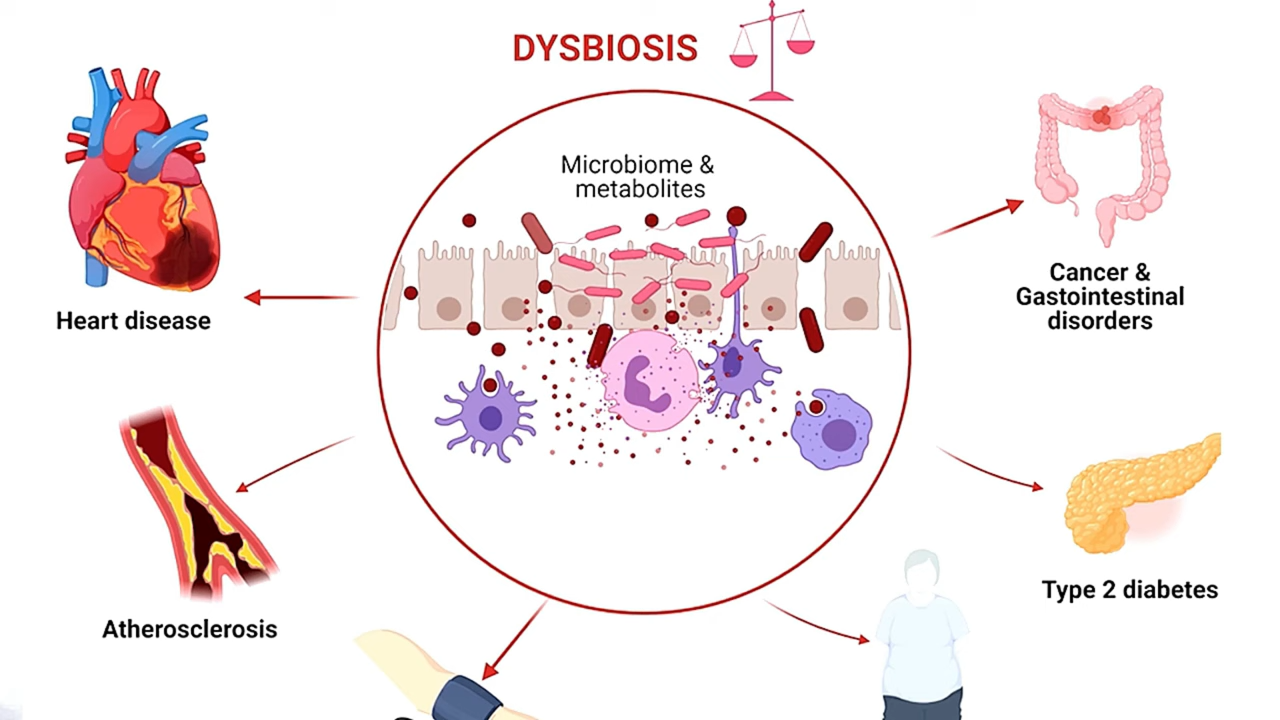 DYSBIOSIS
Microbiome &
metabolites
Heart disease
Cancer &
Gastointestinal
disorders
Atherosclerosis
Type 2 diabetes